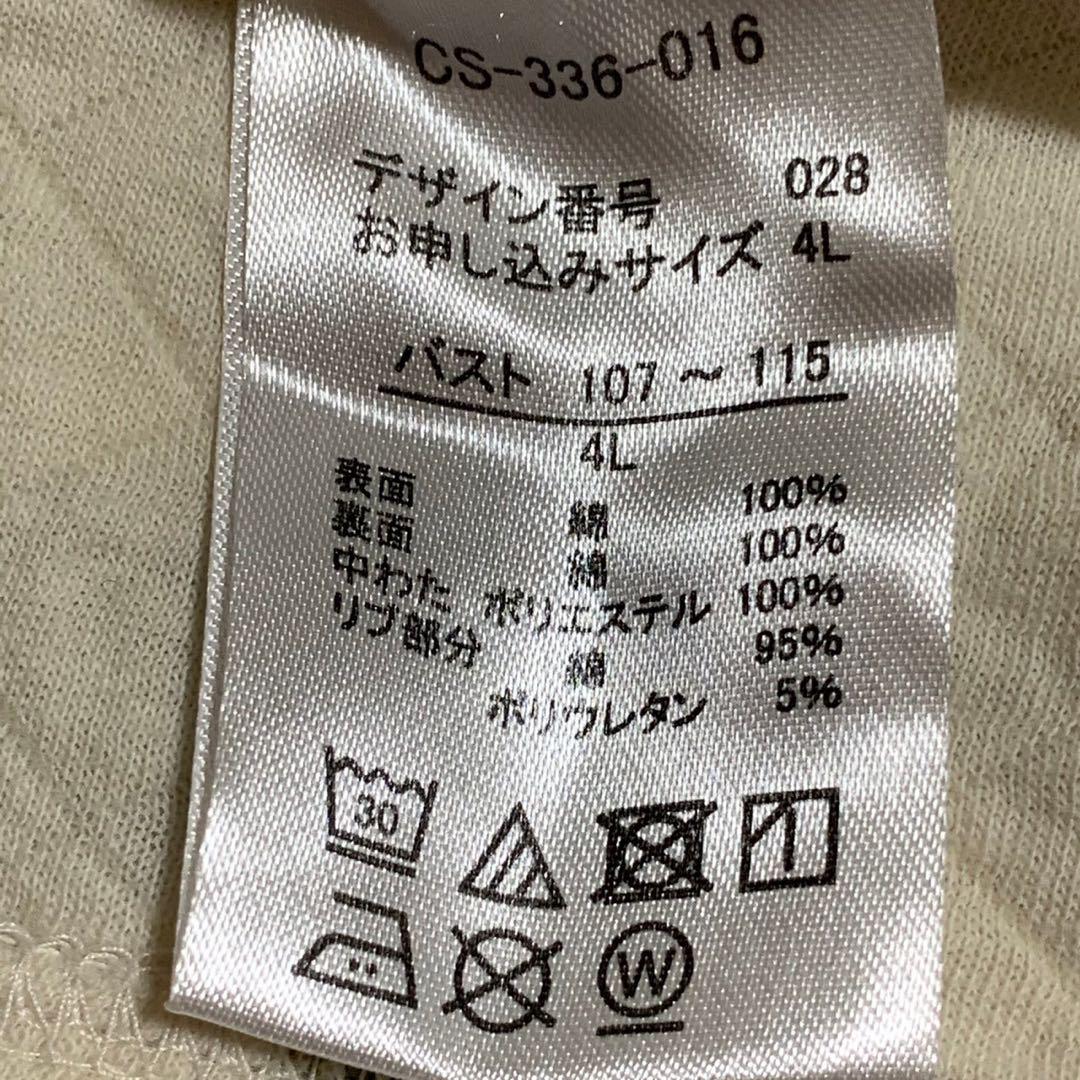 CS-336-016
デザイン番号 028
お申し込みサイズ 4L
バスト 107 ～ 115
4L
表面 綿 100%
裏面 綿 100%
中わた ポリエステル 100%
リブ部分 綿 95%
ポリウレタン 5%
30
W